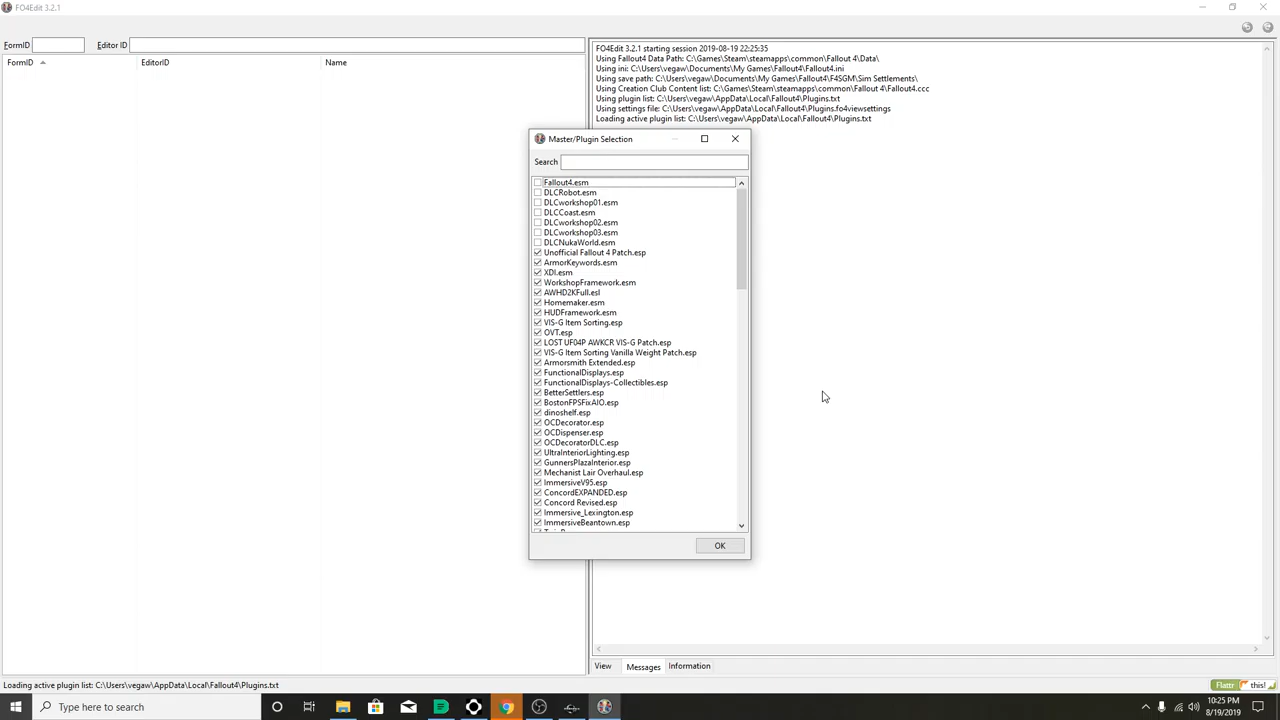 FO4Edit 3.2.1
FormID
Editor ID
FormID EditorID Name
FO4Edit 3.2.1 starting session 2019-08-19 22:25:35
Using Fallout4 Data Path: C:\Games\Steam\steamapps\common\Fallout 4\Data\
Using ini: C:\Users\vegaw\Documents\My Games\Fallout4\Fallout4.ini
Using save path: C:\Users\vegaw\Documents\My Games\Fallout4\F4SGM\Sim Settlements\
Using Creation Club Content list: C:\Games\Steam\steamapps\common\Fallout 4\Fallout4.ccc
Using plugin list: C:\Users\vegaw\AppData\Local\Fallout4\Plugins.txt
Using settings file: C:\Users\vegaw\AppData\Local\Fallout4\Plugins.fo4viewsettings
Loading active plugin list: C:\Users\vegaw\AppData\Local\Fallout4\Plugins.txt
Master/Plugin Selection
Search
Fallout4.esm
DLCRobot.esm
DLCworkshop01.esm
DLCCoast.esm
DLCworkshop02.esm
DLCworkshop03.esm
DLCNukaWorld.esm
Unofficial Fallout 4 Patch.esp
ArmorKeywords.esm
XDI.esm
WorkshopFramework.esm
AWHD2KFull.esl
Homemaker.esm
HUDFramework.esm
VIS-G Item Sorting.esp
OVT.esp
LOST UF04P AWKCR VIS-G Patch.esp
VIS-G Item Sorting Vanilla Weight Patch.esp
Armorsmith Extended.esp
FunctionalDisplays.esp
FunctionalDisplays-Collectibles.esp
BetterSettlers.esp
BostonFPSFixAIO.esp
dinoshelf.esp
OCDecorator.esp
OCDispenser.esp
OCDecoratorDLC.esp
UltraInteriorLighting.esp
GunnersPlazaInterior.esp
Mechanist Lair Overhaul.esp
ImmersiveV95.esp
ConcordEXPANDED.esp
Concord Revised.esp
Immersive_Lexington.esp
ImmersiveBeantown.esp
OK
View Messages Information
Loading active plugin list: C:\Users\vegaw\AppData\Local\Fallout4\Plugins.txt
Flattr this!
Type here to search
10:25 PM
8/19/2019